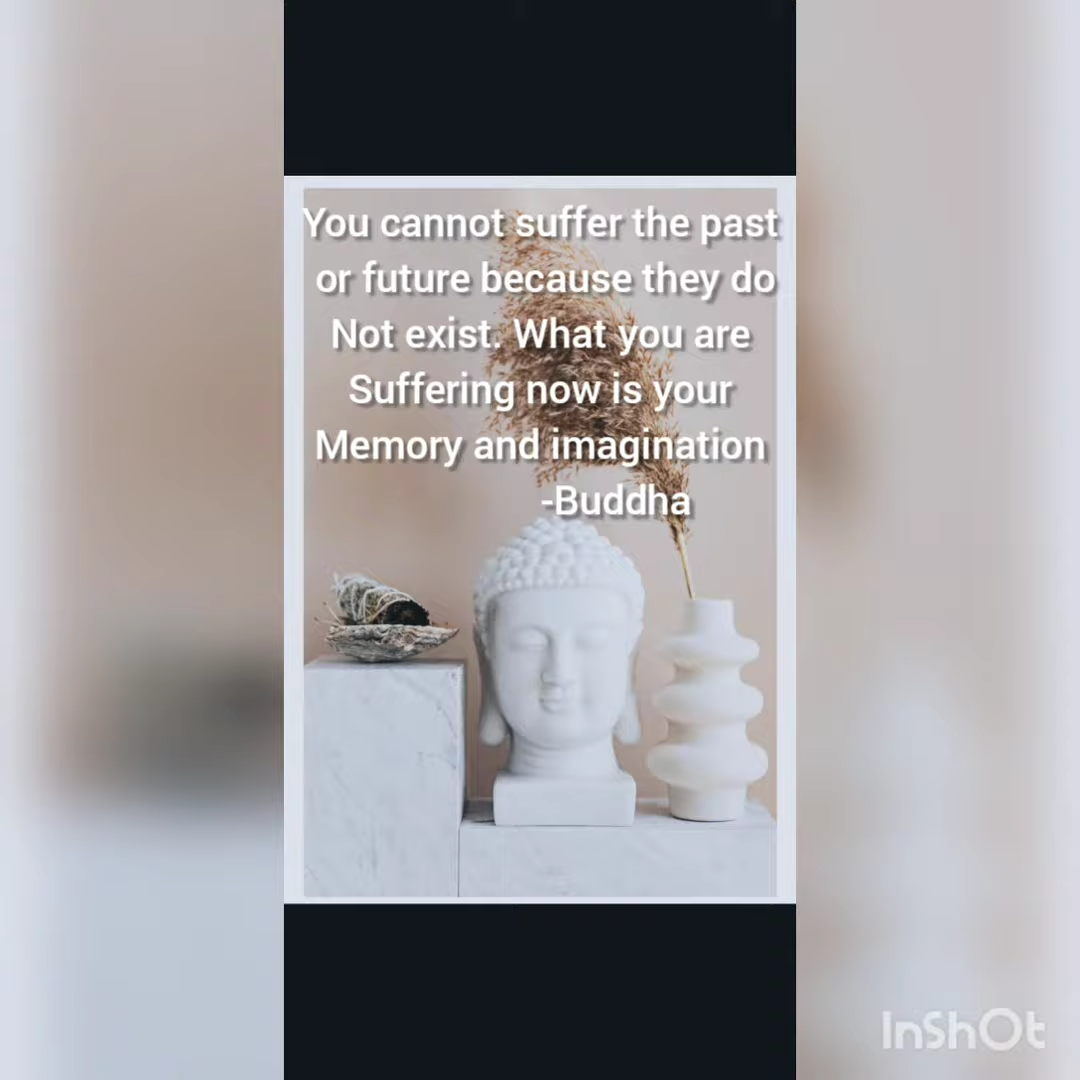 You cannot suffer the past
or future because they do
Not exist. What you are
Suffering now is your
Memory and imagination
-Buddha
InShOt